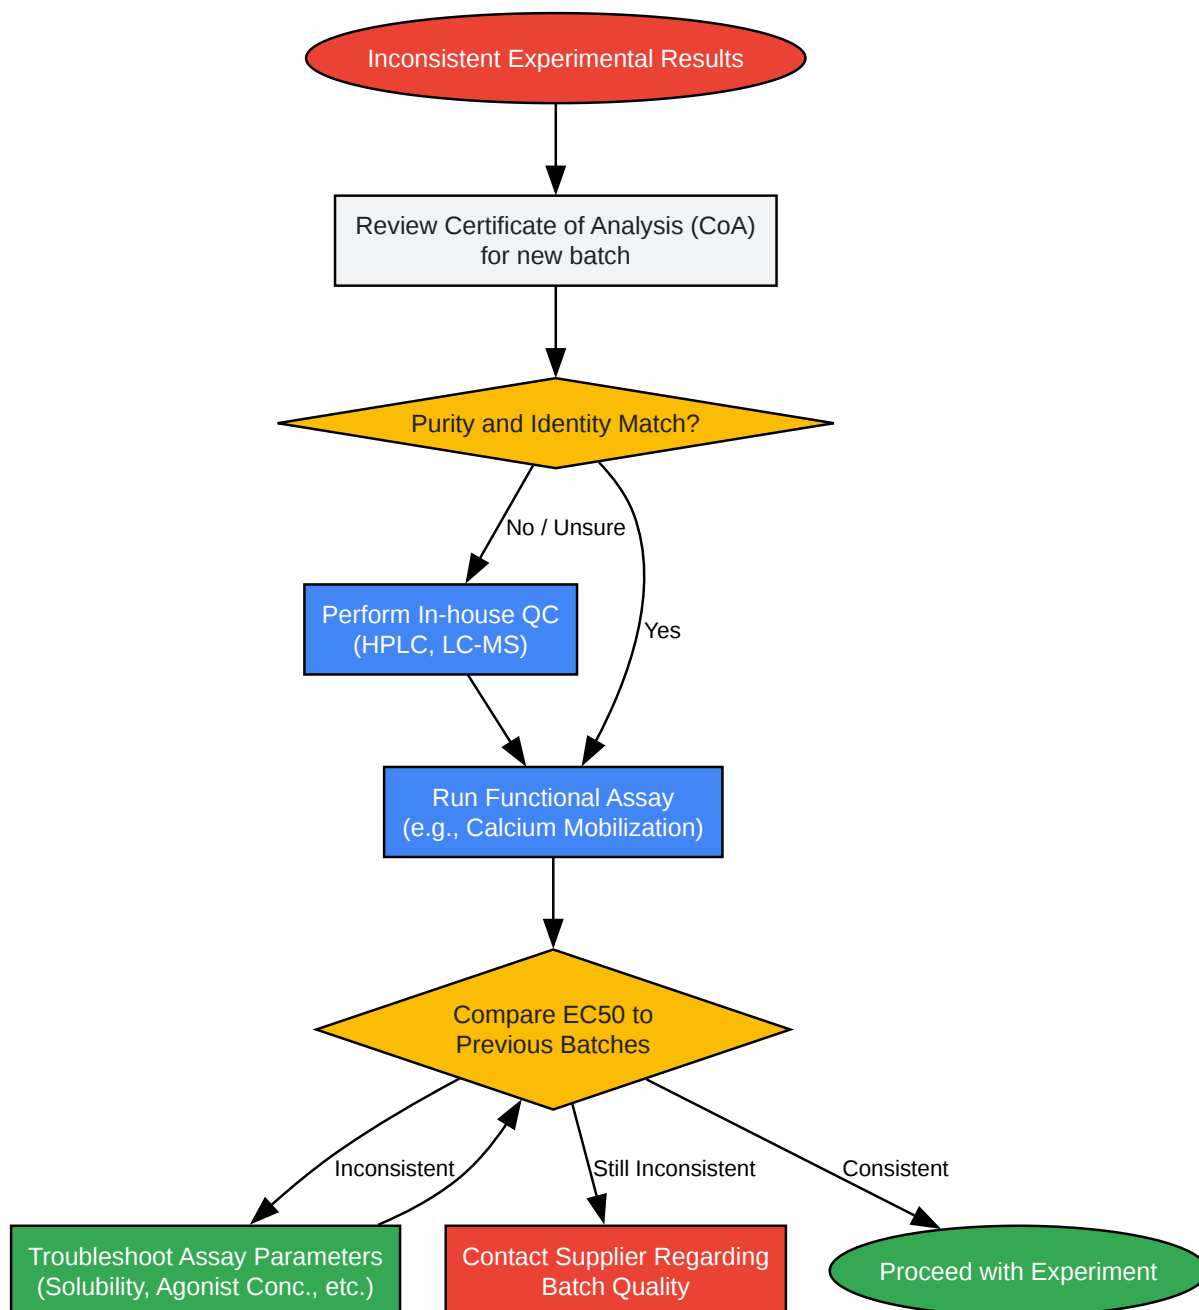 Inconsistent Experimental Results
Review Certificate of Analysis (CoA)
for new batch
Purity and Identity Match?
No / Unsure
Perform In-house QC
(HPLC, LC-MS)
Yes
Run Functional Assay
(e.g., Calcium Mobilization)
Compare EC50 to
Previous Batches
Inconsistent
Still Inconsistent
Consistent
Troubleshoot Assay Parameters
(Solubility, Agonist Conc., etc.)
Contact Supplier Regarding
Batch Quality
Proceed with Experiment